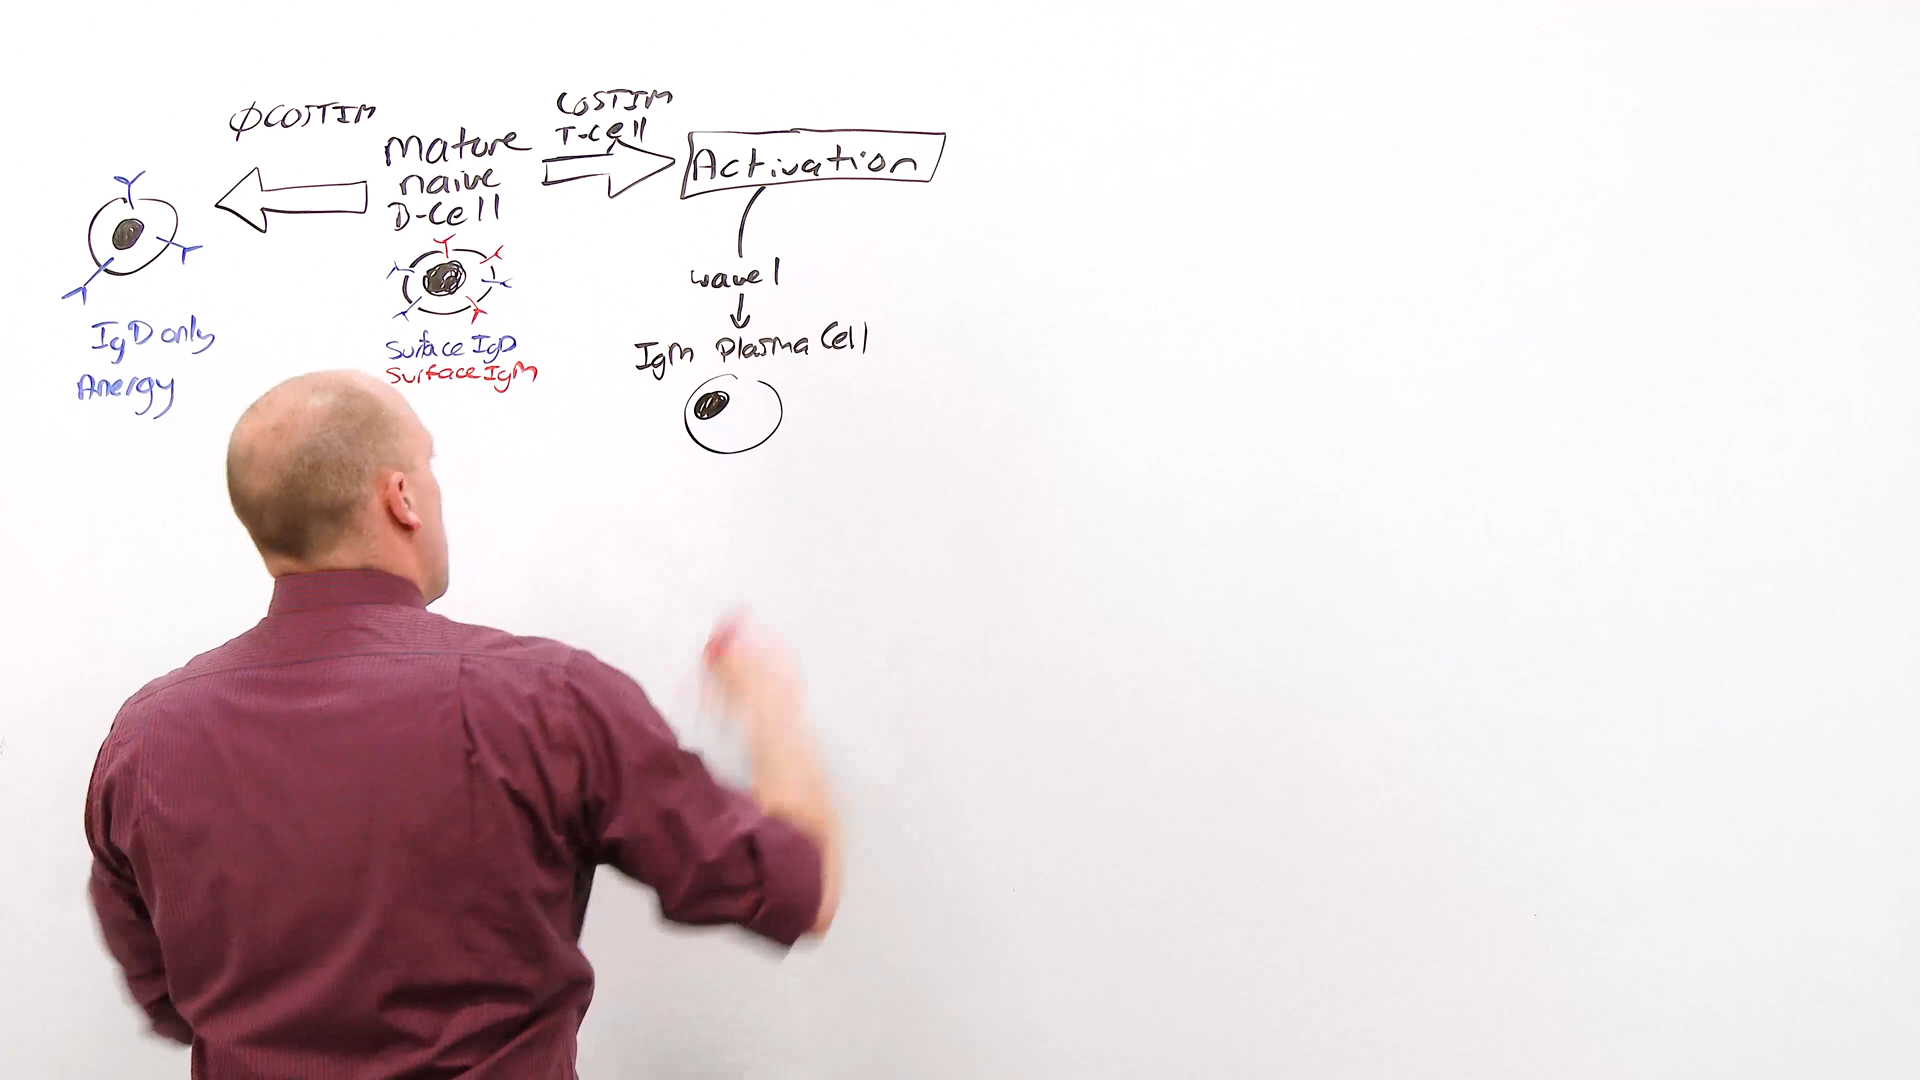 ØCOSTIM
COSTIM
T-Cell
Mature
naive
B-Cell
Activation
wave 1
IgM Plasma Cell
Surface IgD
Surface IgM
IgD only
Anergy